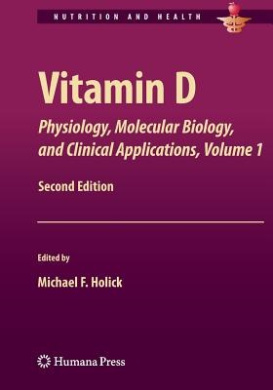 NUTRITION AND HEALTH
Vitamin D
Physiology, Molecular Biology,
and Clinical Applications, Volume 1
Second Edition
Edited by
Michael F. Holick
Humana Press